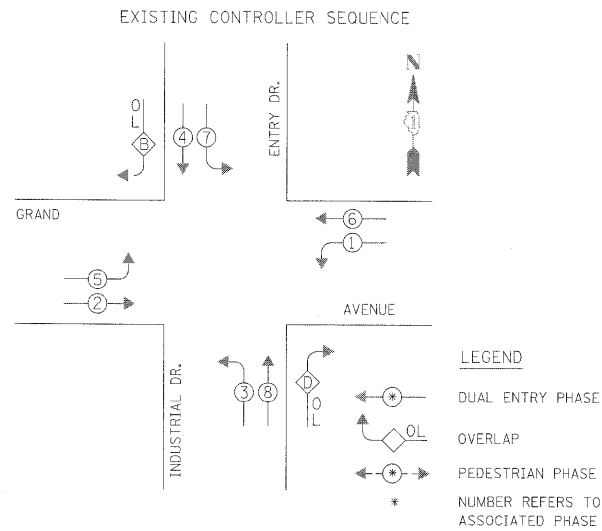 EXISTING CONTROLLER SEQUENCE
N
ENTRY DR.
O
L
B
4
7
1
GRAND
6
1
5
2
AVENUE
INDUSTRIAL DR.
3
8
D
O
L
LEGEND
* DUAL ENTRY PHASE
OL OVERLAP
* PEDESTRIAN PHASE
* NUMBER REFERS TO
ASSOCIATED PHASE